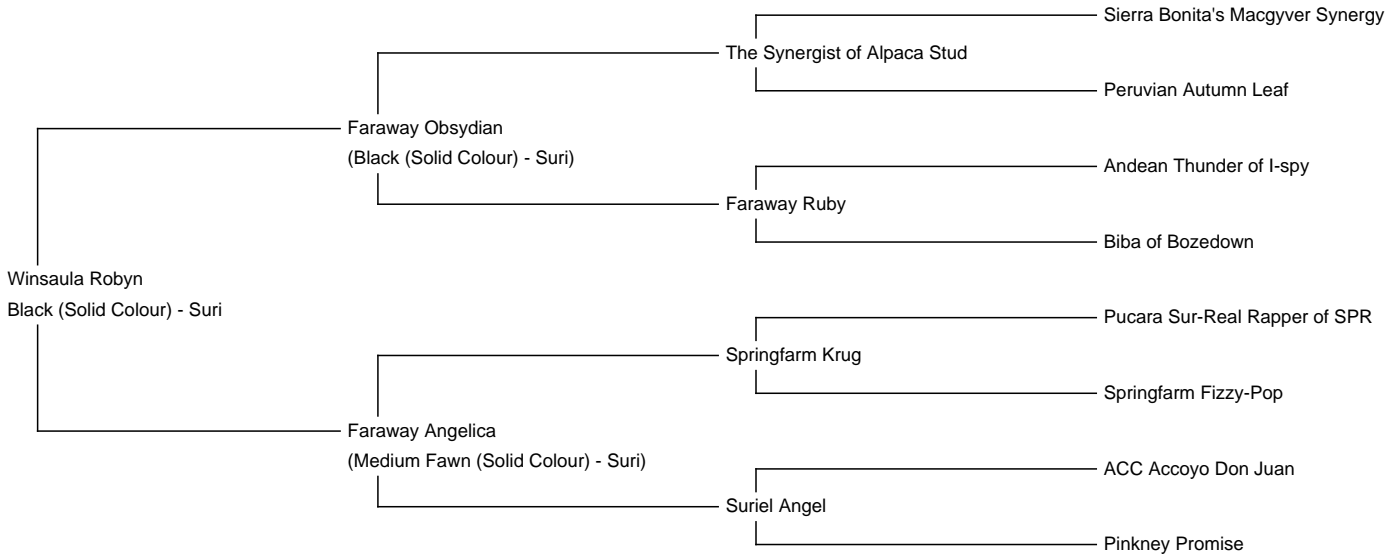 Sierra Bonita's Macgyver Synergy
The Synergist of Alpaca Stud
Peruvian Autumn Leaf
Faraway Obsydian
(Black (Solid Colour) - Suri)
Andean Thunder of I-spy
Faraway Ruby
Biba of Bozedown
Winsaula Robyn
Black (Solid Colour) - Suri
Pucara Sur-Real Rapper of SPR
Springfarm Krug
Springfarm Fizzy-Pop
Faraway Angelica
(Medium Fawn (Solid Colour) - Suri)
ACC Accoyo Don Juan
Suriel Angel
Pinkney Promise